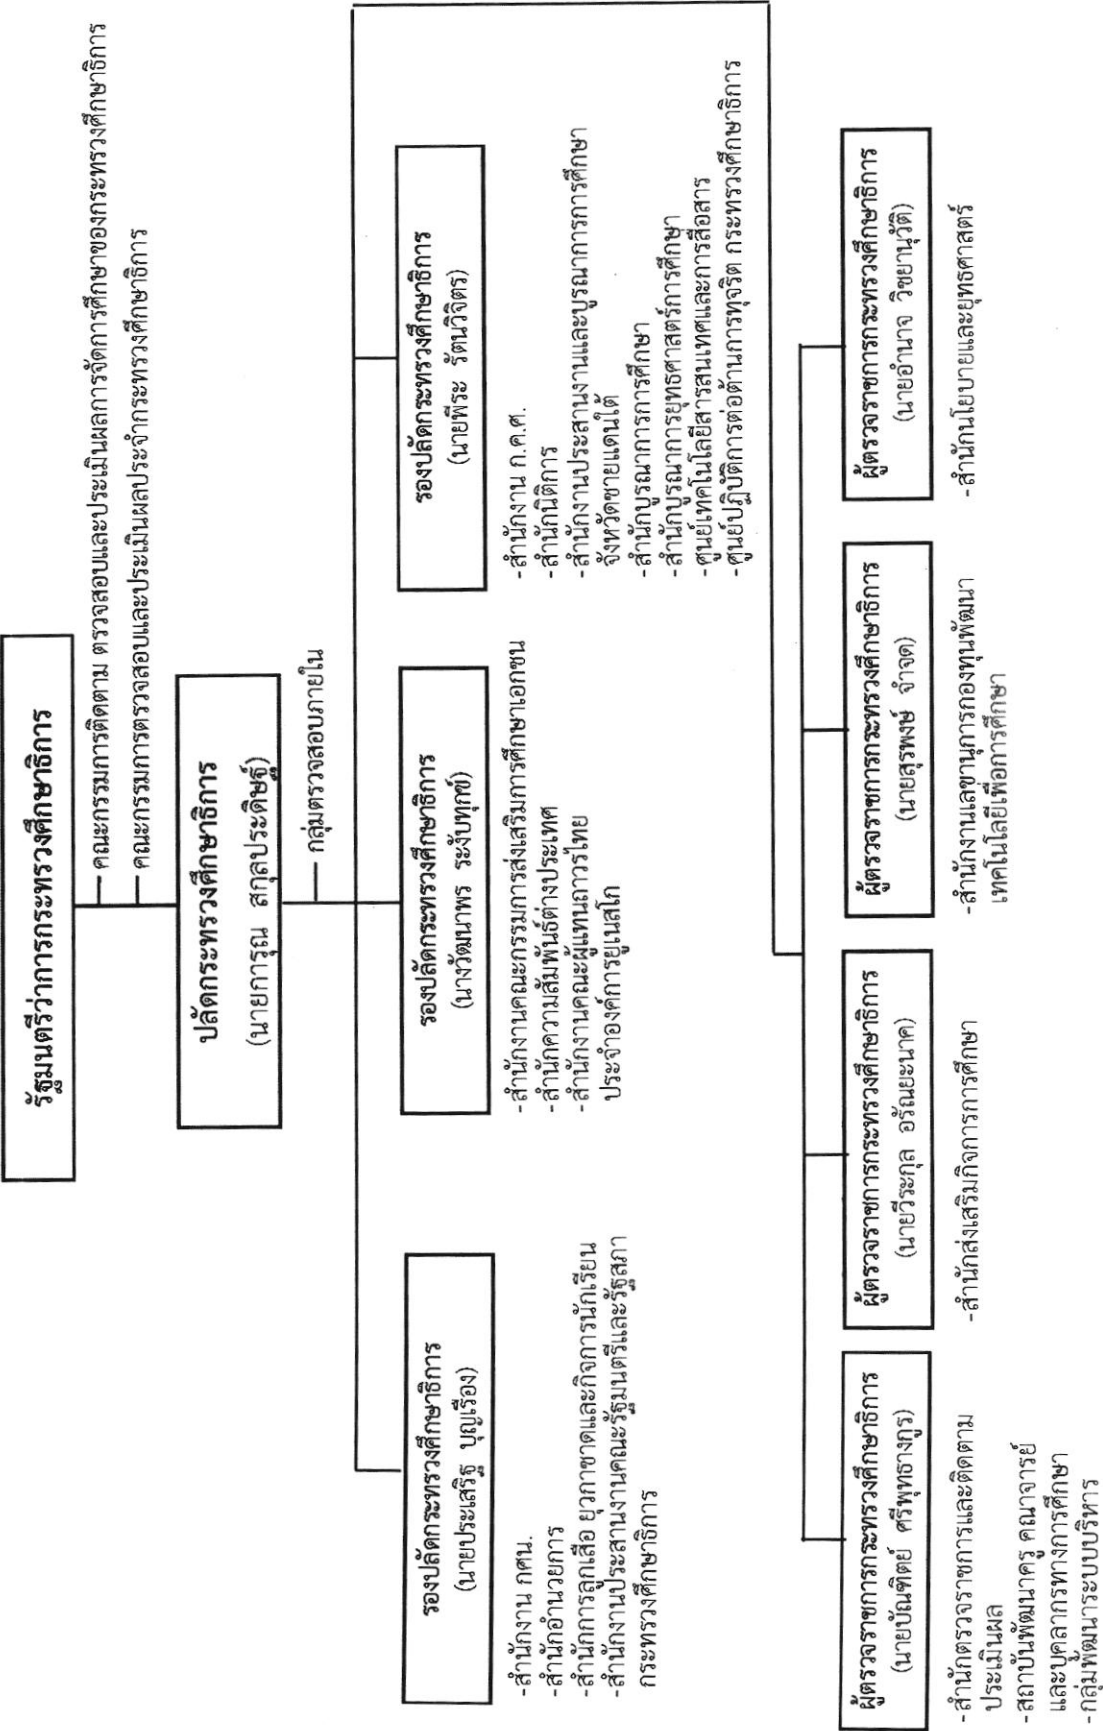 รัฐมนตรีว่าการกระทรวงศึกษาธิการ
คณะกรรมการติดตาม ตรวจสอบและประเมินผลการจัดการศึกษาของกระทรวงศึกษาธิการ
คณะกรรมการตรวจสอบและประเมินผลประจำกระทรวงศึกษาธิการ
ปลัดกระทรวงศึกษาธิการ
(นายการุณ สกุลประดิษฐ์)
กลุ่มตรวจสอบภายใน
รองปลัดกระทรวงศึกษาธิการ
(นายประเสริฐ บุญเรือง)
-สำนักงาน กศน.
-สำนักอำนวยการ
-สำนักการลูกเสือ ยุวกาชาดและกิจการนักเรียน
-สำนักงานประสานงานคณะรัฐมนตรีและรัฐสภา
กระทรวงศึกษาธิการ
รองปลัดกระทรวงศึกษาธิการ
(นางวัฒนาพร ระงับทุกข์)
-สำนักงานคณะกรรมการส่งเสริมการศึกษาเอกชน
-สำนักความสัมพันธ์ต่างประเทศ
-สำนักงานคณะผู้แทนถาวรไทย
ประจำองค์การยูเนสโก
รองปลัดกระทรวงศึกษาธิการ
(นายพีระ รัตนวิจิตร)
-สำนักงาน ก.ค.ศ.
-สำนักนิติการ
-สำนักงานประสานงานและบูรณาการการศึกษา
จังหวัดชายแดนใต้
-สำนักบูรณาการการศึกษา
-สำนักบูรณาการยุทธศาสตร์การศึกษา
-ศูนย์เทคโนโลยีสารสนเทศและการสื่อสาร
-ศูนย์ปฏิบัติการต่อต้านการทุจริต กระทรวงศึกษาธิการ
ผู้ตรวจราชการกระทรวงศึกษาธิการ
(นายบัณฑิตย์ ศรีพุทธางกูร)
-สำนักตรวจราชการและติดตาม
ประเมินผล
-สถาบันพัฒนาครู คณาจารย์
และบุคลากรทางการศึกษา
-กลุ่มพัฒนาระบบบริหาร
ผู้ตรวจราชการกระทรวงศึกษาธิการ
(นายวีระกุล อรัณยะนาค)
-สำนักส่งเสริมกิจการการศึกษา
ผู้ตรวจราชการกระทรวงศึกษาธิการ
(นายสุรพงษ์ จำจด)
-สำนักงานเลขานุการกองทุนพัฒนา
เทคโนโลยีเพื่อการศึกษา
ผู้ตรวจราชการกระทรวงศึกษาธิการ
(นายอำนาจ วิชยานุวัติ)
-สำนักนโยบายและยุทธศาสตร์